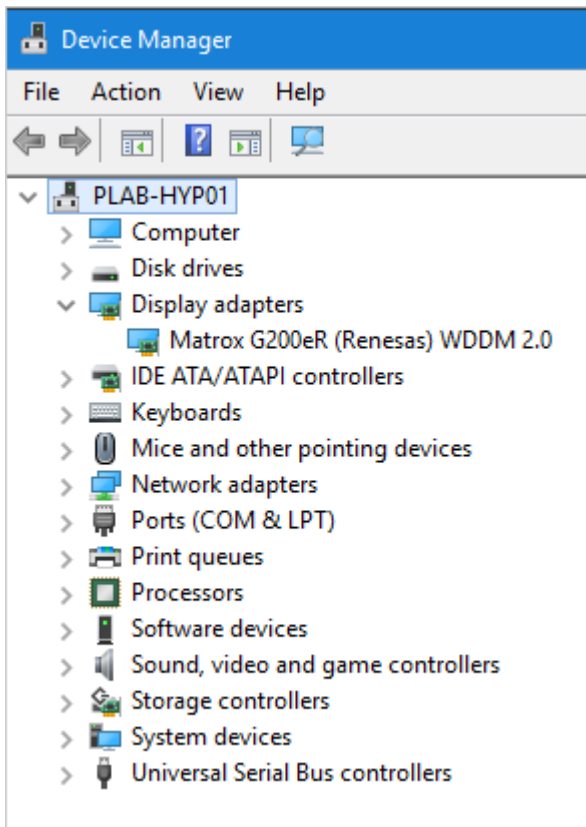 Device Manager
File Action View Help
PLAB-HYP01
Computer
Disk drives
Display adapters
Matrox G200eR (Renesas) WDDM 2.0
IDE ATA/ATAPI controllers
Keyboards
Mice and other pointing devices
Network adapters
Ports (COM & LPT)
Print queues
Processors
Software devices
Sound, video and game controllers
Storage controllers
System devices
Universal Serial Bus controllers